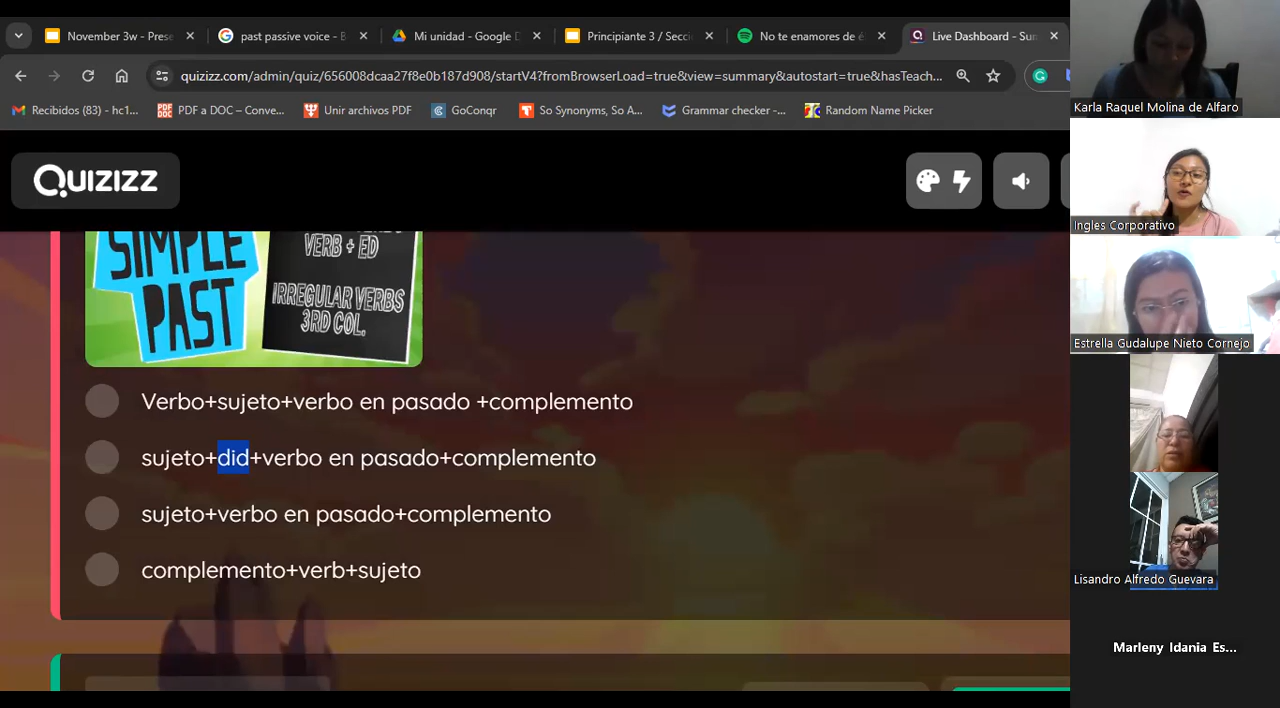 November 3w - Prese
past passive voice - B
Mi unidad - Google D
Principiante 3 / Secci
No te enamores de é
Live Dashboard - Sun
quizizz.com/admin/quiz/656008dcaa27f8e0b187d908/startV4?fromBrowserLoad=true&view=summary&autostart=true&hasTeach...
Recibidos (83) - hc1...
PDF a DOC – Conve...
Unir archivos PDF
GoConqr
So Synonyms, So A...
Grammar checker -...
Random Name Picker
QUIZIZZ
SIMPLE
PAST
VERB + ED
IRREGULAR VERBS
3RD COL.
Verbo+sujeto+verbo en pasado +complemento
sujeto+did+verbo en pasado+complemento
sujeto+verbo en pasado+complemento
complemento+verb+sujeto
Karla Raquel Molina de Alfaro
Ingles Corporativo
Estrella Gudalupe Nieto Cornejo
Lisandro Alfredo Guevara
Marleny Idania Es...